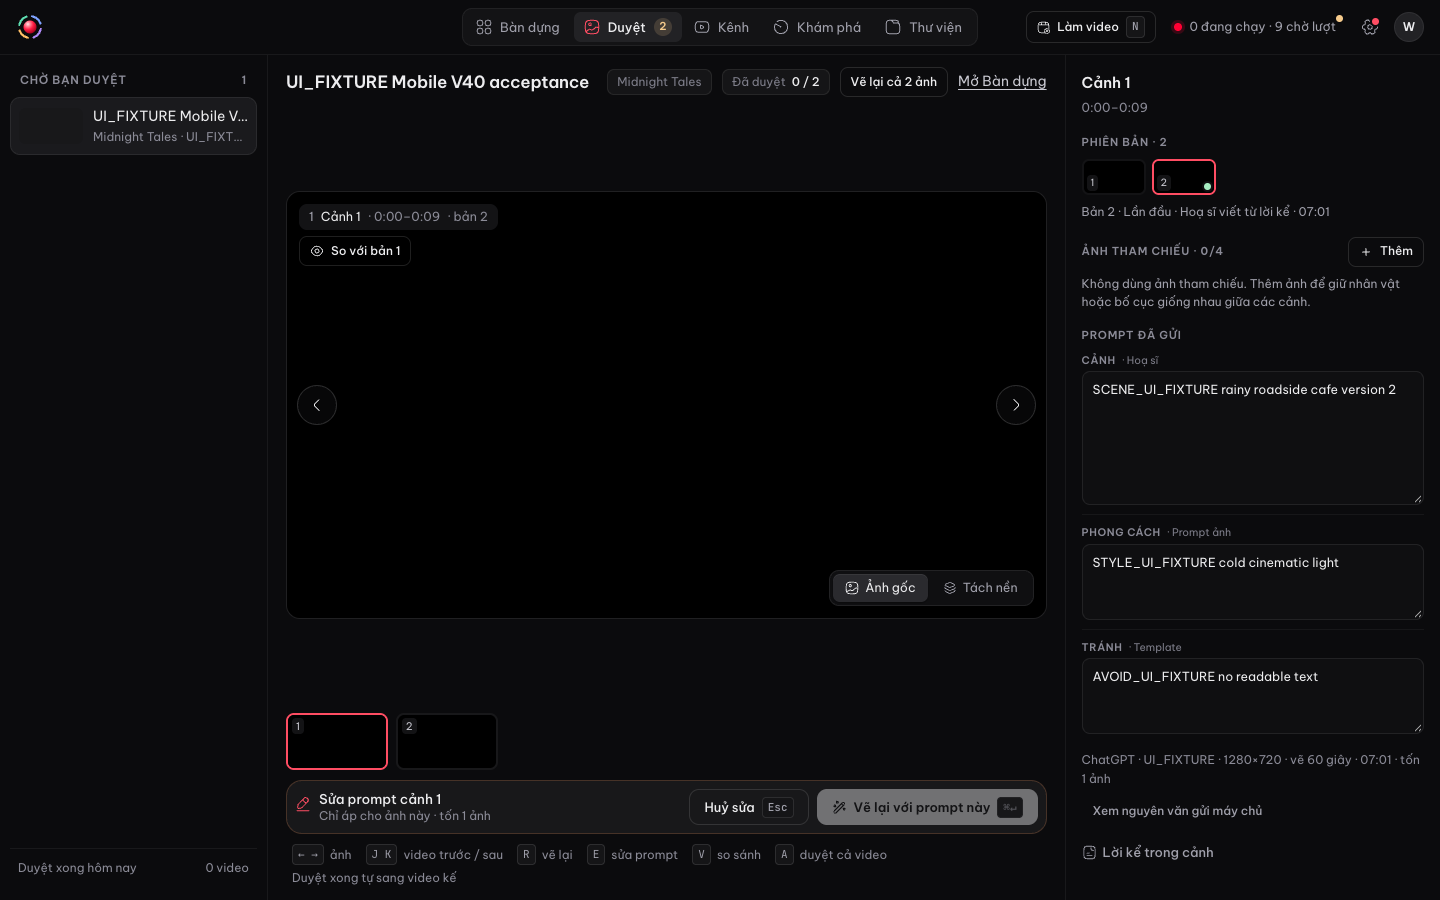 Bàn dựng
Duyệt 2
Kênh
Khám phá
Thư viện
Làm video N
0 đang chạy · 9 chờ lượt
W
CHỜ BẠN DUYỆT 1
UI_FIXTURE Mobile V...
Midnight Tales · UI_FIXT...
Duyệt xong hôm nay 0 video
UI_FIXTURE Mobile V40 acceptance
Midnight Tales
Đã duyệt 0 / 2
Vẽ lại cả 2 ảnh
Mở Bàn dựng
1 Cảnh 1 · 0:00–0:09 · bản 2
So với bản 1
Ảnh gốc
Tách nền
1
2
Sửa prompt cảnh 1
Chỉ áp cho ảnh này · tốn 1 ảnh
Huỷ sửa Esc
Vẽ lại với prompt này ⌘↵
← → ảnh J K video trước / sau R vẽ lại E sửa prompt V so sánh A duyệt cả video
Duyệt xong tự sang video kế
Cảnh 1
0:00–0:09
PHIÊN BẢN · 2
1
2
Bản 2 · Lần đầu · Hoạ sĩ viết từ lời kể · 07:01
ẢNH THAM CHIẾU · 0/4
+ Thêm
Không dùng ảnh tham chiếu. Thêm ảnh để giữ nhân vật
hoặc bố cục giống nhau giữa các cảnh.
PROMPT ĐÃ GỬI
CẢNH · Hoạ sĩ
SCENE_UI_FIXTURE rainy roadside cafe version 2
PHONG CÁCH · Prompt ảnh
STYLE_UI_FIXTURE cold cinematic light
TRÁNH · Template
AVOID_UI_FIXTURE no readable text
ChatGPT · UI_FIXTURE · 1280×720 · vẽ 60 giây · 07:01 · tốn
1 ảnh
Xem nguyên văn gửi máy chủ
Lời kể trong cảnh